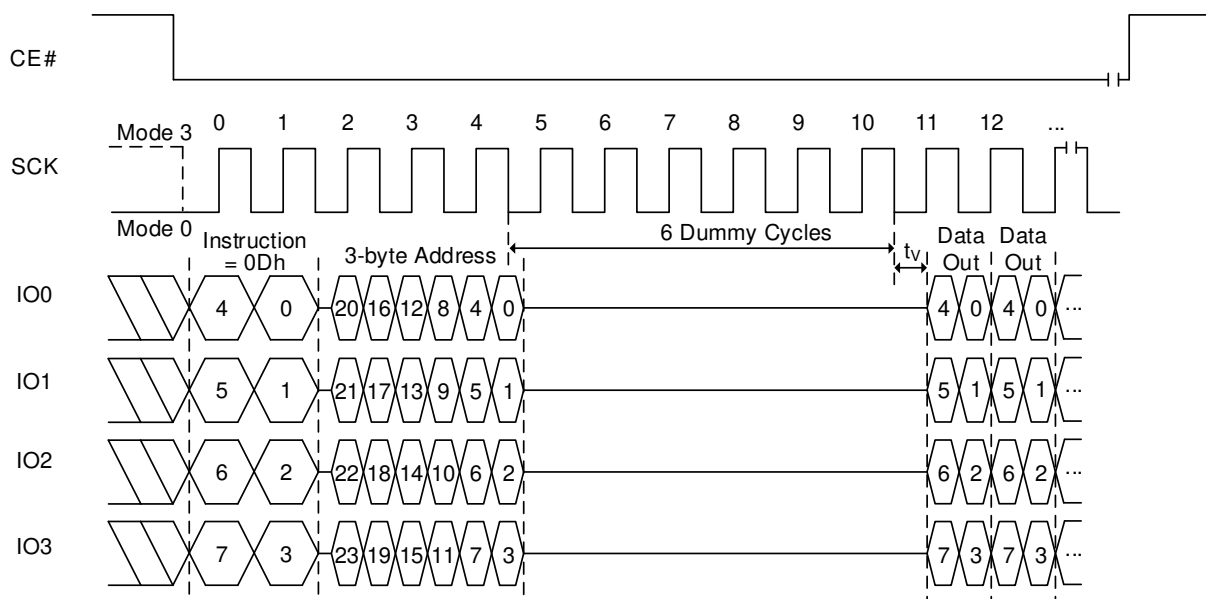 CE#
0 1 2 3 4 5 6 7 8 9 10 11 12 ...
Mode 3
SCK
Mode 0
Instruction
= 0Dh
3-byte Address
6 Dummy Cycles
tV
Data
Out
Data
Out
IO0 4 0 20 16 12 8 4 0 4 0 4 0 ...
IO1 5 1 21 17 13 9 5 1 5 1 5 1 ...
IO2 6 2 22 18 14 10 6 2 6 2 6 2 ...
IO3 7 3 23 19 15 11 7 3 7 3 7 3 ...